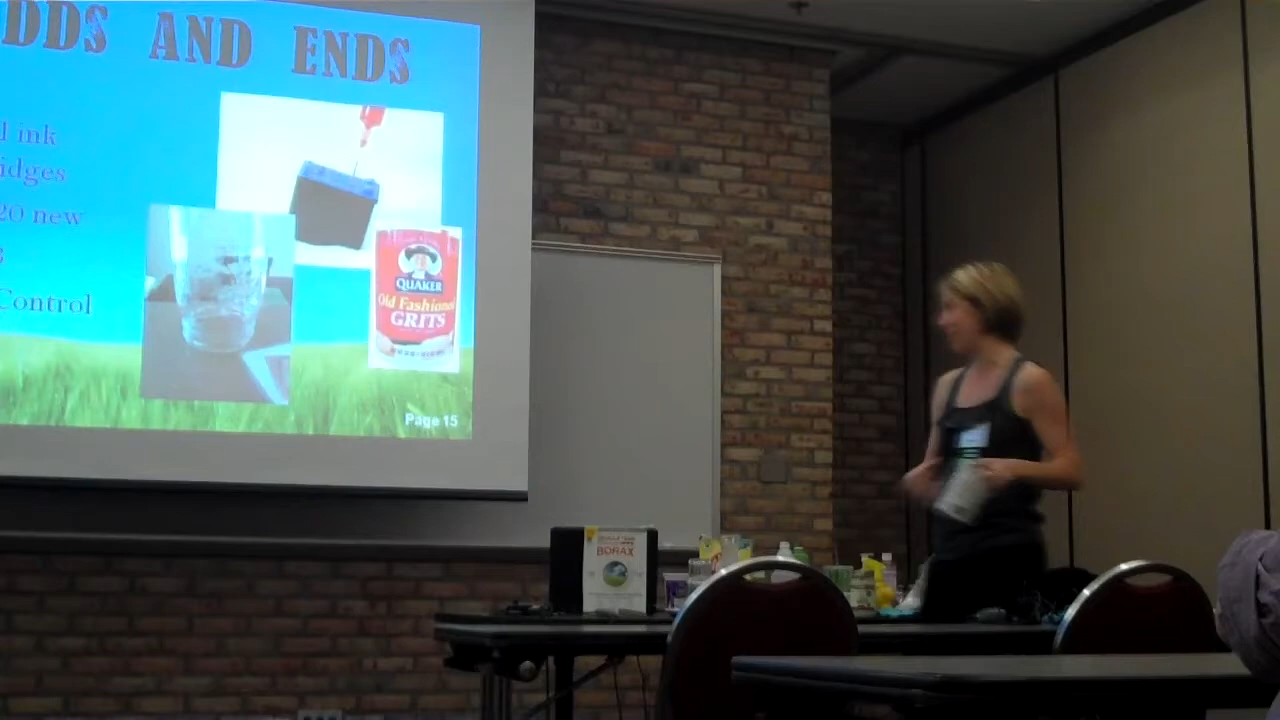 DDS AND ENDS
l ink
idges
20 new
s
Control
QUAKER
Old Fashioned
GRITS
Page 15
BORAX